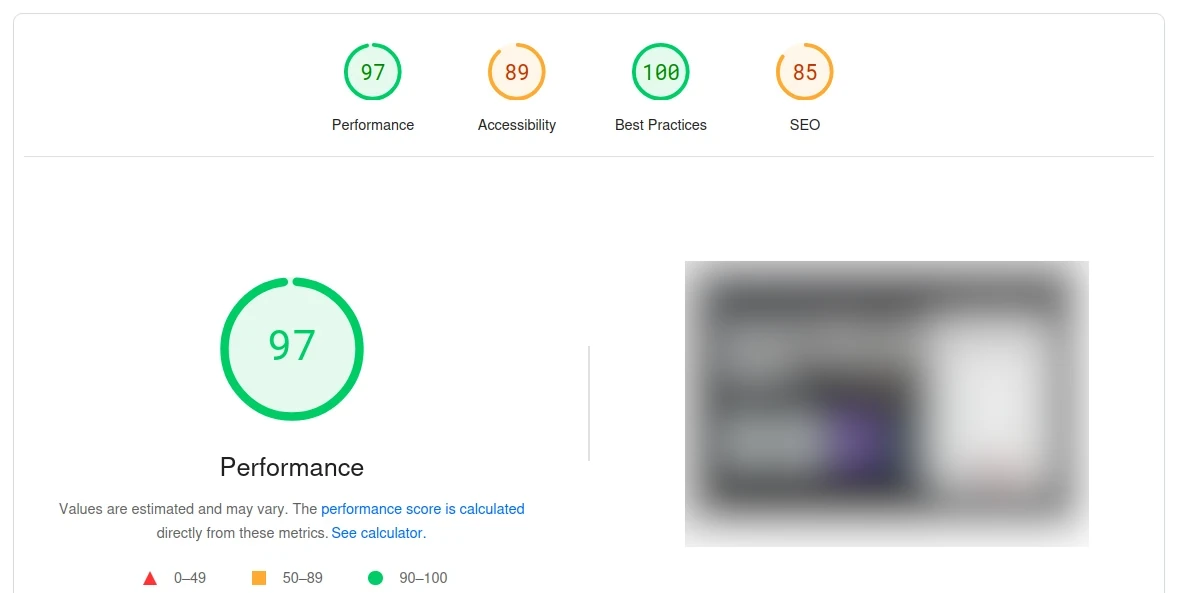 97 89 100 85
Performance Accessibility Best Practices SEO
97
Performance
Values are estimated and may vary. The performance score is calculated
directly from these metrics. See calculator.
0–49 50–89 90–100